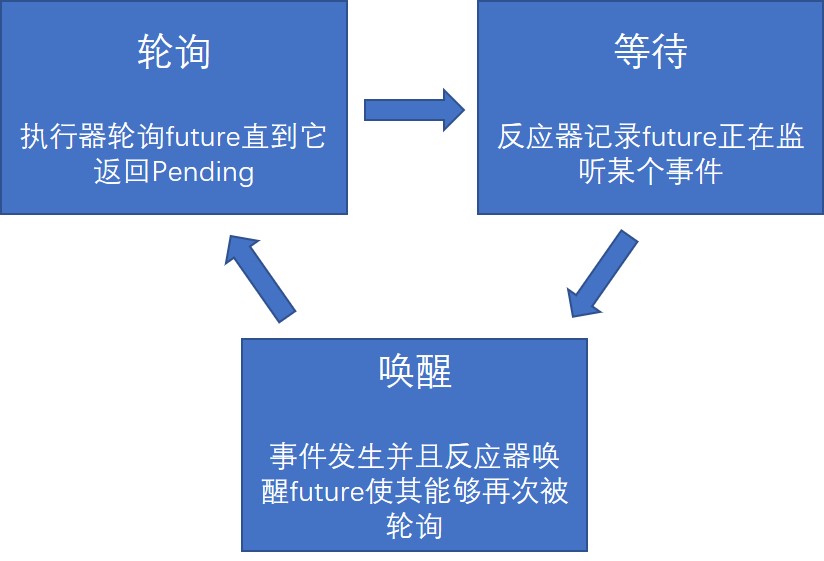 轮询
执行器轮询future直到它
返回Pending
等待
反应器记录future正在监
听某个事件
唤醒
事件发生并且反应器唤
醒future使其能够再次被
轮询